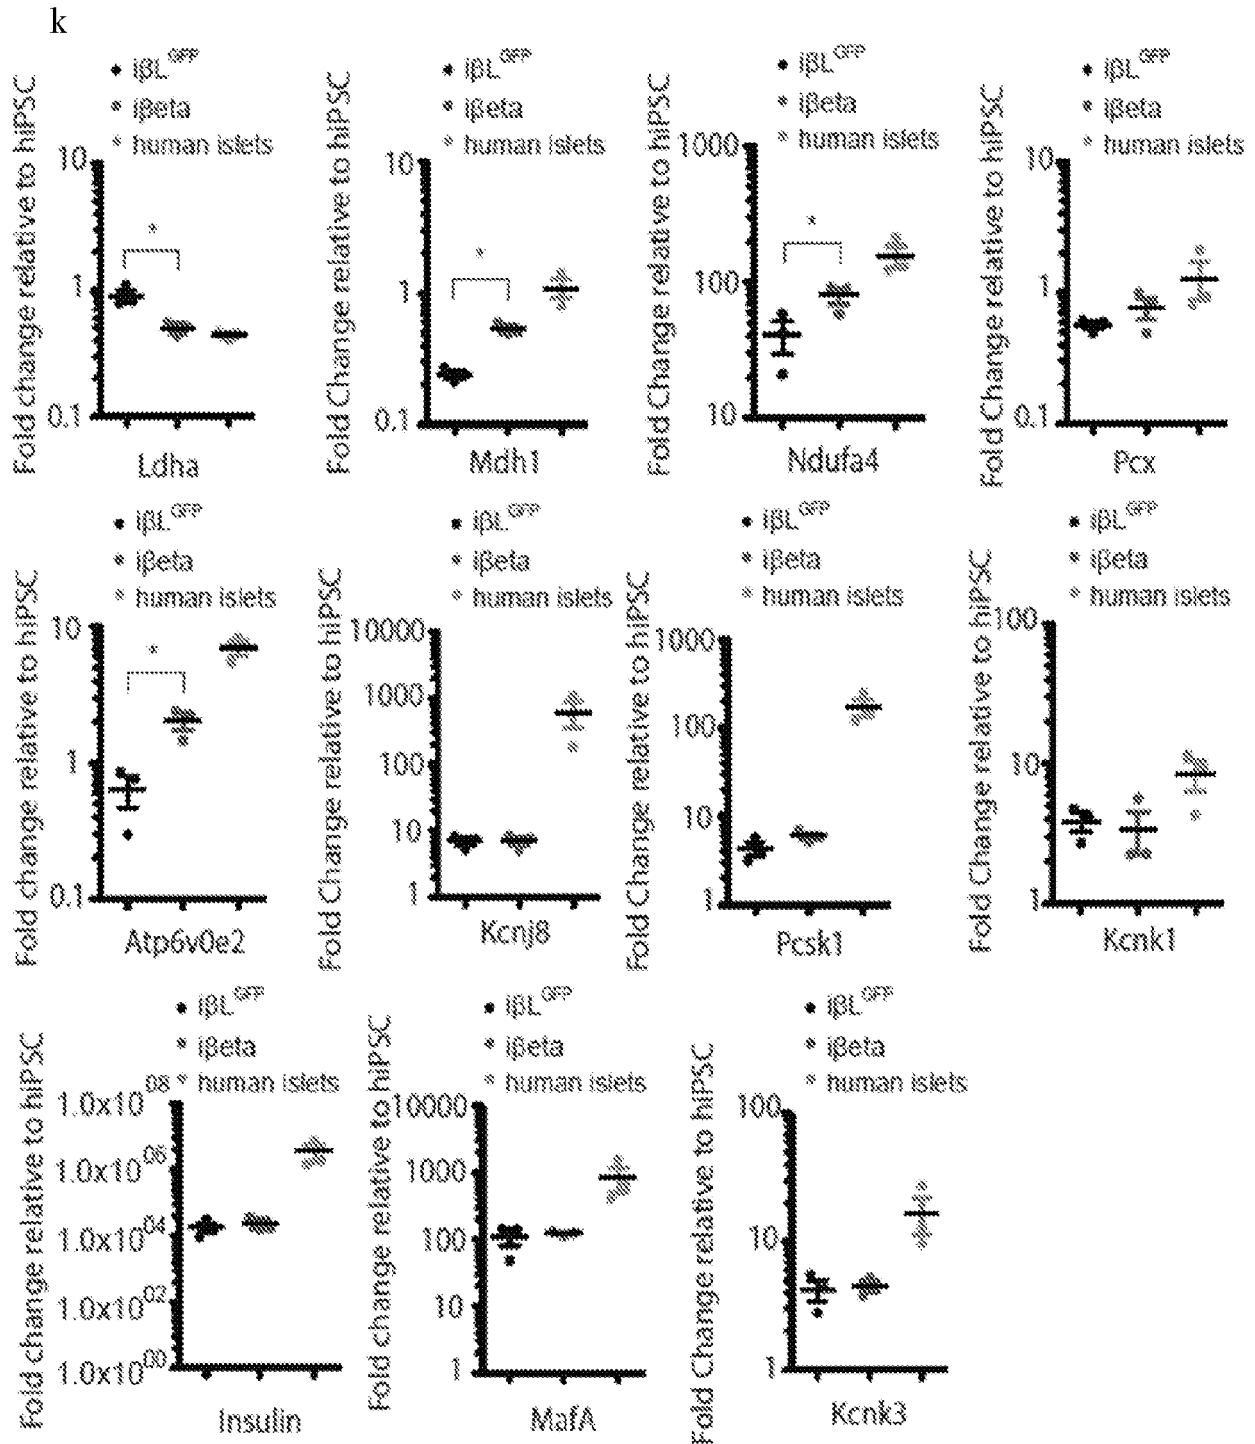 k
iβL GFP
iβeta
human islets
Fold change relative to hiPSC
10
1
0.1
*
Ldha
iβL GFP
iβeta
human islets
Fold Change relative to hiPSC
10
1
0.1
*
Mdh1
iβL GFP
iβeta
human islets
Fold Change relative to hiPSC
1000
100
10
*
Ndufa4
iβL GFP
iβeta
human islets
Fold Change relative to hiPSC
10
1
0.1
Pcx
iβL GFP
iβeta
human islets
Fold change relative to hiPSC
10
1
0.1
*
Atp6v0e2
iβL GFP
iβeta
human islets
Fold Change relative to hiPSC
10000
1000
100
10
1
Kcnj8
iβL GFP
iβeta
human islets
Fold Change relative to hiPSC
1000
100
10
1
Pcsk1
iβL GFP
iβeta
human islets
Fold Change relative to hiPSC
100
10
1
Kcnk1
iβL GFP
iβeta
human islets
Fold change relative to hiPSC
1.0x10 08
1.0x10 06
1.0x10 04
1.0x10 02
1.0x10 00
Insulin
iβL GFP
iβeta
human islets
Fold change relative to hiPSC
10000
1000
100
10
1
MafA
iβL GFP
iβeta
human islets
Fold Change relative to hiPSC
100
10
1
Kcnk3